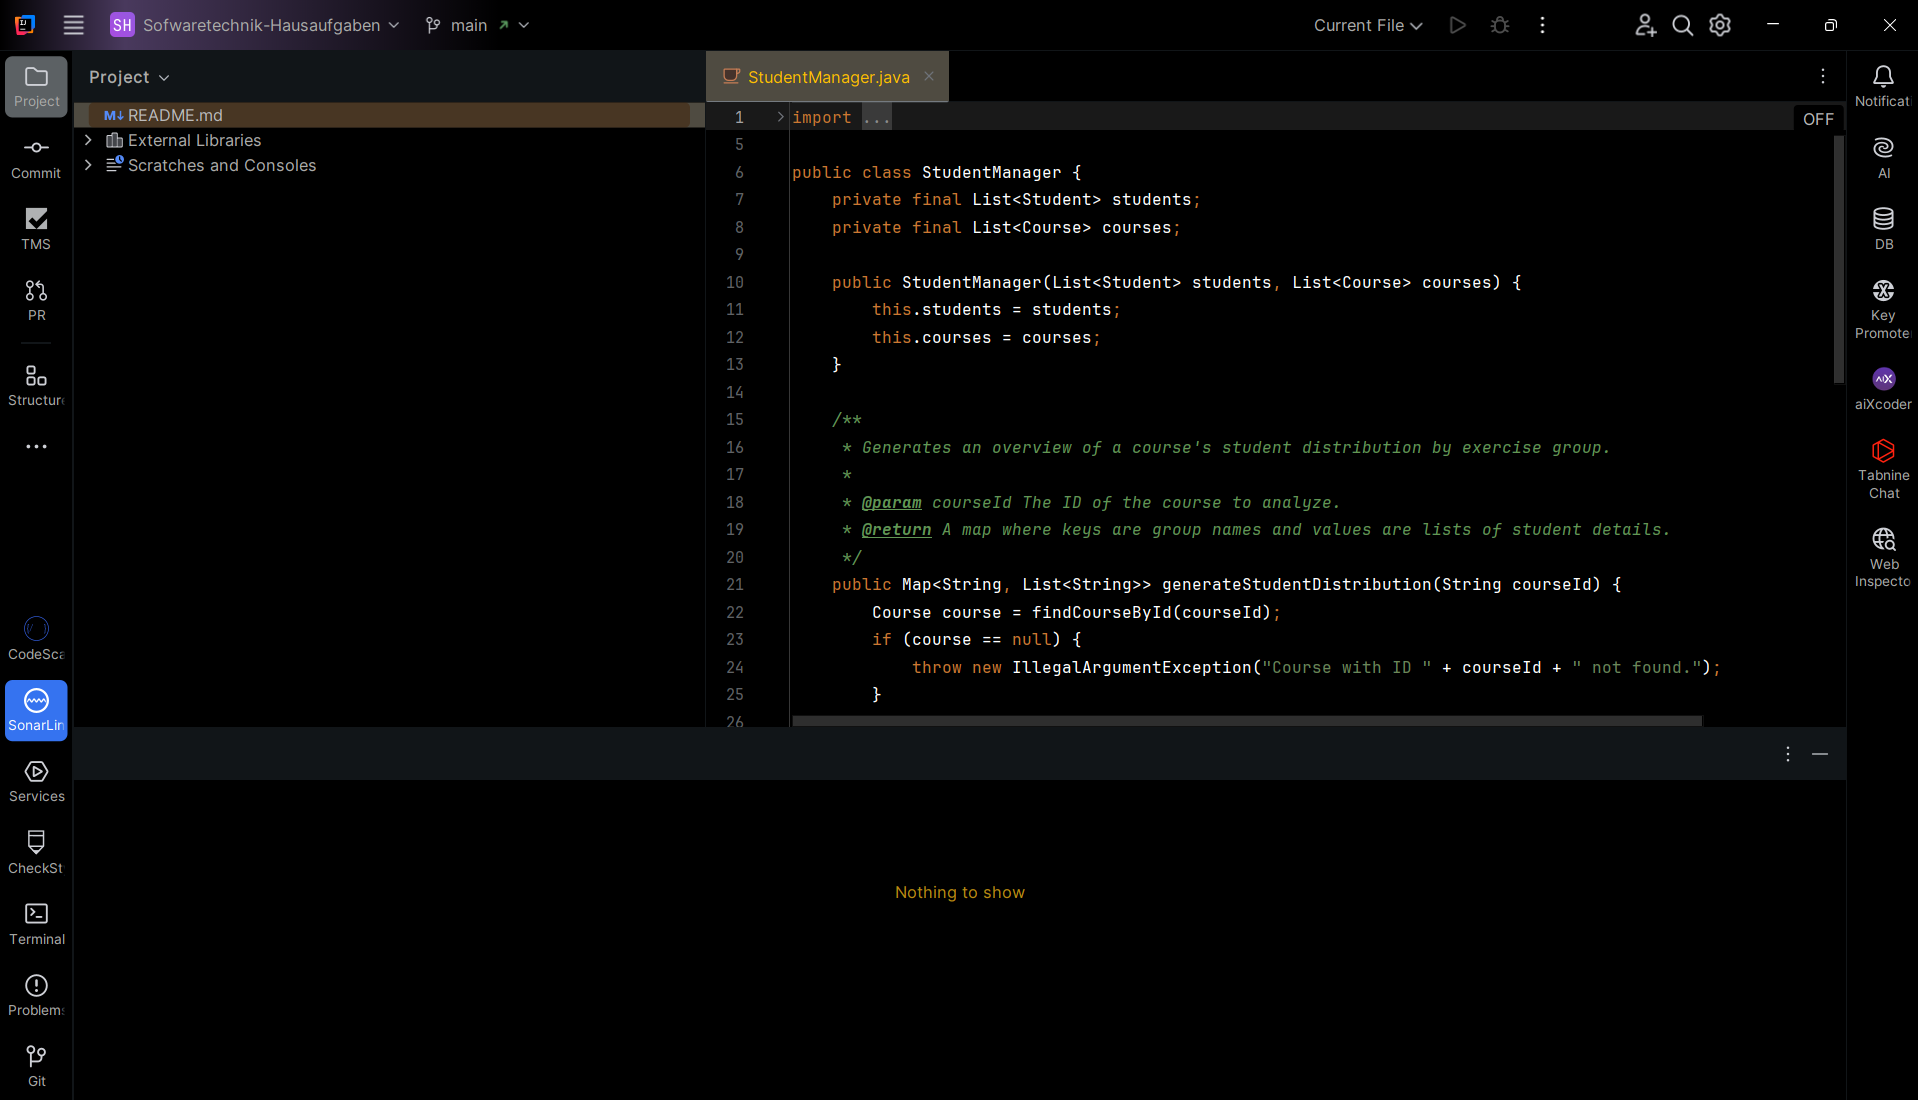 SH Sofwaretechnik-Hausaufgaben main
Current File
Project
Commit
TMS
PR
Structure
CodeSca
SonarLin
Services
CheckSt
Terminal
Problems
Git
Project
M↓ README.md
External Libraries
Scratches and Consoles
StudentManager.java
OFF
1 import ...
5
6 public class StudentManager {
7 private final List<Student> students;
8 private final List<Course> courses;
9
10 public StudentManager(List<Student> students, List<Course> courses) {
11 this.students = students;
12 this.courses = courses;
13 }
14
15 /**
16 * Generates an overview of a course's student distribution by exercise group.
17 *
18 * @param courseId The ID of the course to analyze.
19 * @return A map where keys are group names and values are lists of student details.
20 */
21 public Map<String, List<String>> generateStudentDistribution(String courseId) {
22 Course course = findCourseById(courseId);
23 if (course == null) {
24 throw new IllegalArgumentException("Course with ID " + courseId + " not found.");
25 }
26
Nothing to show
Notificati
AI
DB
Key
Promote
aiXcoder
Tabnine
Chat
Web
Inspecto